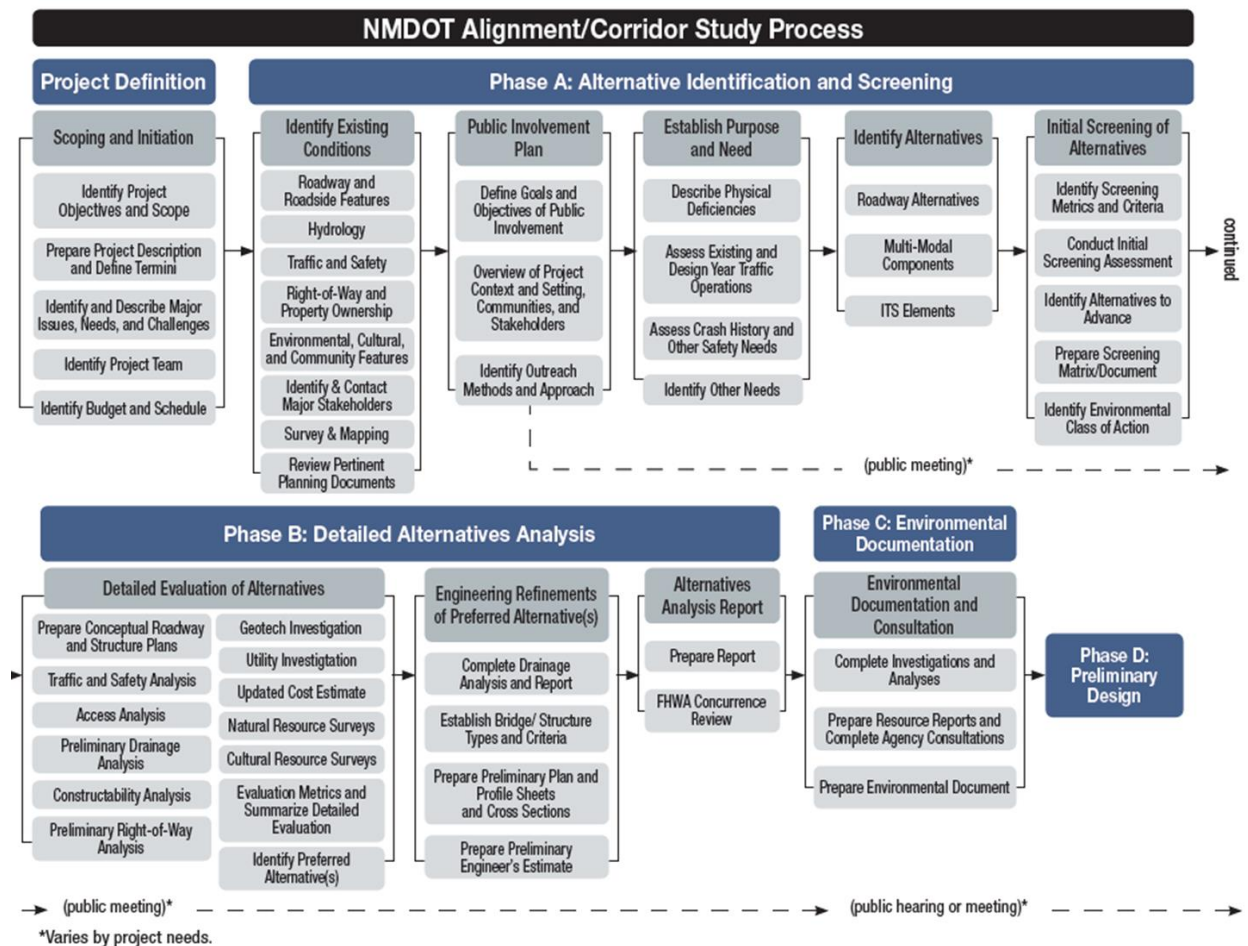 NMDOT Alignment/Corridor Study Process
Project Definition
Phase A: Alternative Identification and Screening
Scoping and Initiation
Identify Project
Objectives and Scope
Prepare Project Description
and Define Termini
Identify and Describe Major
Issues, Needs, and Challenges
Identify Project Team
Identify Budget and Schedule
Identify Existing
Conditions
Roadway and
Roadside Features
Hydrology
Traffic and Safety
Right-of-Way and
Property Ownership
Environmental, Cultural,
and Community Features
Identify & Contact
Major Stakeholders
Survey & Mapping
Review Pertinent
Planning Documents
Public Involvement
Plan
Define Goals and
Objectives of Public
Involvement
Overview of Project
Context and Setting,
Communities, and
Stakeholders
Identify Outreach
Methods and Approach
Establish Purpose
and Need
Describe Physical
Deficiencies
Assess Existing and
Design Year Traffic
Operations
Assess Crash History and
Other Safety Needs
Identify Other Needs
Identify Alternatives
Roadway Alternatives
Multi-Modal
Components
ITS Elements
Initial Screening of
Alternatives
Identify Screening
Metrics and Criteria
Conduct Initial
Screening Assessment
Identify Alternatives to
Advance
Prepare Screening
Matrix/Document
Identify Environmental
Class of Action
continued
(public meeting)*
Phase B: Detailed Alternatives Analysis
Phase C: Environmental
Documentation
Detailed Evaluation of Alternatives
Prepare Conceptual Roadway
and Structure Plans
Traffic and Safety Analysis
Access Analysis
Preliminary Drainage
Analysis
Constructability Analysis
Preliminary Right-of-Way
Analysis
Geotech Investigation
Utility Investigtation
Updated Cost Estimate
Natural Resource Surveys
Cultural Resource Surveys
Evaluation Metrics and
Summarize Detailed
Evaluation
Identify Preferred
Alternative(s)
Engineering Refinements
of Preferred Alternative(s)
Complete Drainage
Analysis and Report
Establish Bridge/ Structure
Types and Criteria
Prepare Preliminary Plan and
Profile Sheets
and Cross Sections
Prepare Preliminary
Engineer's Estimate
Alternatives
Analysis Report
Prepare Report
FHWA Concurrence
Review
Environmental
Documentation and
Consultation
Complete Investigations and
Analyses
Prepare Resource Reports and
Complete Agency Consultations
Prepare Environmental Document
Phase D:
Preliminary
Design
(public meeting)*
(public hearing or meeting)*
*Varies by project needs.